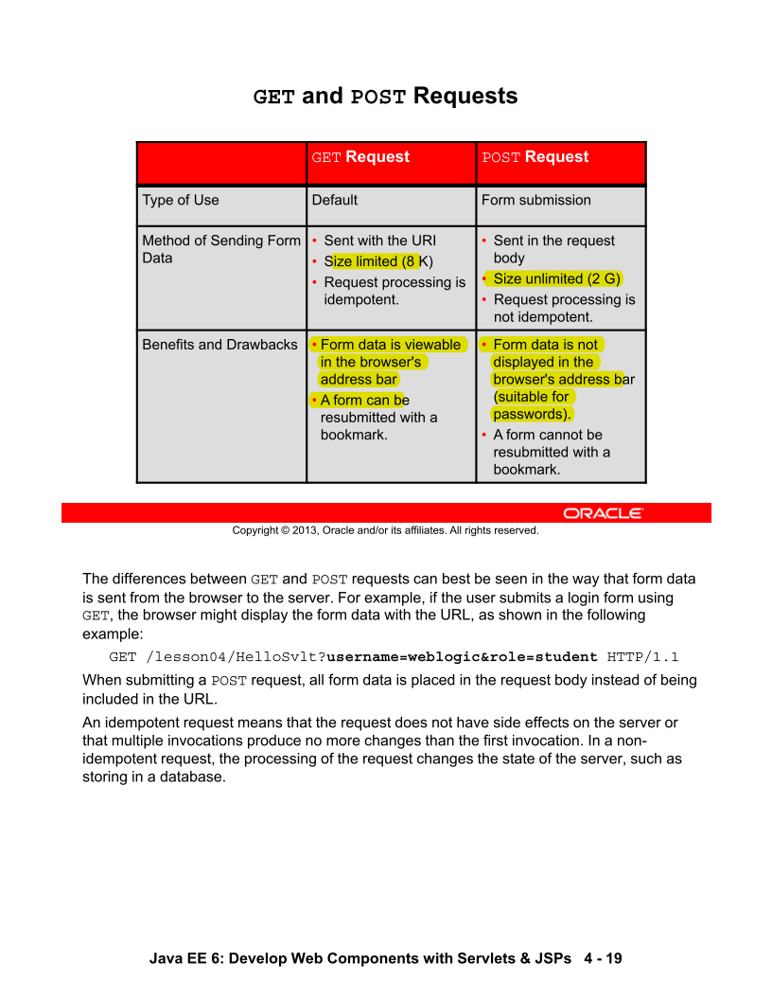 GET and POST Requests
GET Request
POST Request
Type of Use
Default
Form submission
Method of Sending Form
Data
• Sent with the URI
• Size limited (8 K)
• Request processing is
idempotent.
• Sent in the request
body
• Size unlimited (2 G)
• Request processing is
not idempotent.
Benefits and Drawbacks
• Form data is viewable
in the browser's
address bar
• A form can be
resubmitted with a
bookmark.
• Form data is not
displayed in the
browser's address bar
(suitable for
passwords).
• A form cannot be
resubmitted with a
bookmark.
ORACLE
Copyright © 2013, Oracle and/or its affiliates. All rights reserved.
The differences between GET and POST requests can best be seen in the way that form data
is sent from the browser to the server. For example, if the user submits a login form using
GET, the browser might display the form data with the URL, as shown in the following
example:
GET /lesson04/HelloSvlt?username=weblogic&role=student HTTP/1.1
When submitting a POST request, all form data is placed in the request body instead of being
included in the URL.
An idempotent request means that the request does not have side effects on the server or
that multiple invocations produce no more changes than the first invocation. In a non-
idempotent request, the processing of the request changes the state of the server, such as
storing in a database.
Java EE 6: Develop Web Components with Servlets & JSPs 4 - 19